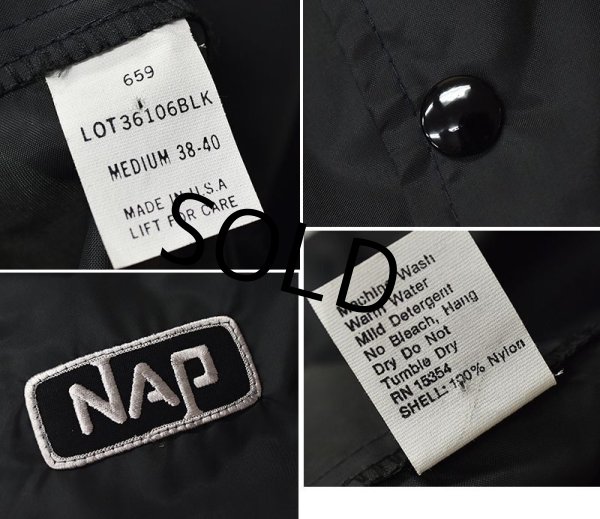 659
LOT36106BLK
MEDIUM 38-40
MADE IN U.S.A
LIFT FOR CARE
SOLD
NAP
Machine Wash
Warm Water
Mild Detergent
No Bleach, Hang
Dry Do Not
Tumble Dry
RN 15354
SHELL: 100% Nylon